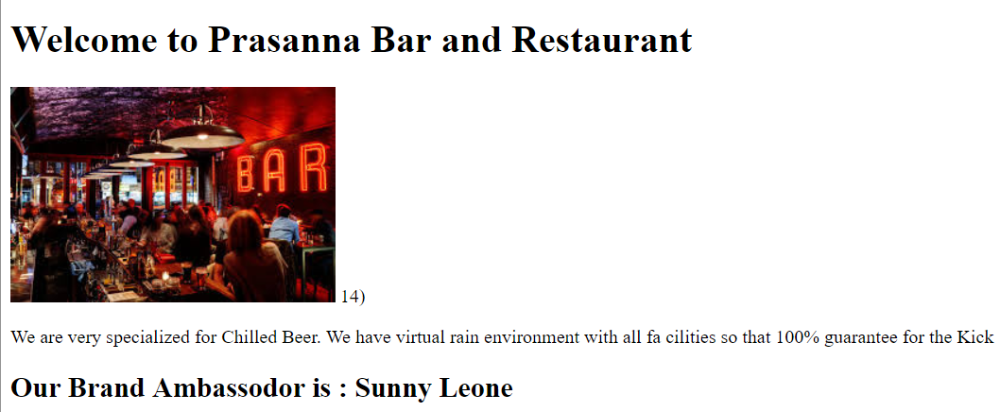 Welcome to Prasanna Bar and Restaurant
BAR
14)
We are very specialized for Chilled Beer. We have virtual rain environment with all fa cilities so that 100% guarantee for the Kick
Our Brand Ambassodor is : Sunny Leone